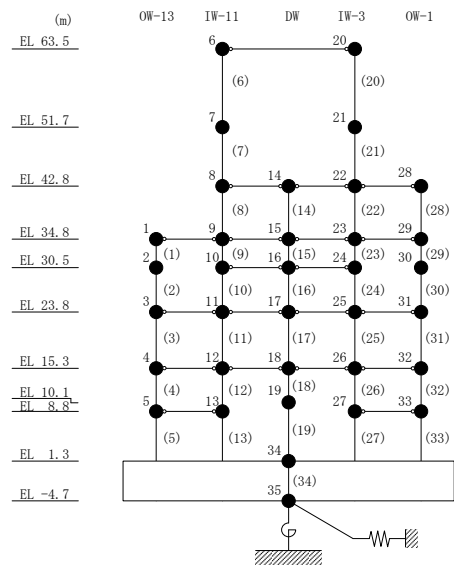 (m) OW-13 IW-11 DW IW-3 OW-1
EL 63.5 6 20
(6) (20)
EL 51.7 7 21
(7) (21)
EL 42.8 8 14 22 28
(8) (14) (22) (28)
EL 34.8 1 9 15 23 29
(1) (9) (15) (23) (29)
EL 30.5 2 10 16 24 30
(2) (10) (16) (24) (30)
EL 23.8 3 11 17 25 31
(3) (11) (17) (25) (31)
EL 15.3 4 12 18 26 32
(4) (12) (18) (26) (32)
EL 10.1 19
EL 8.8 5 13 27 33
(5) (13) (19) (27) (33)
EL 1.3 34
(34)
EL -4.7 35